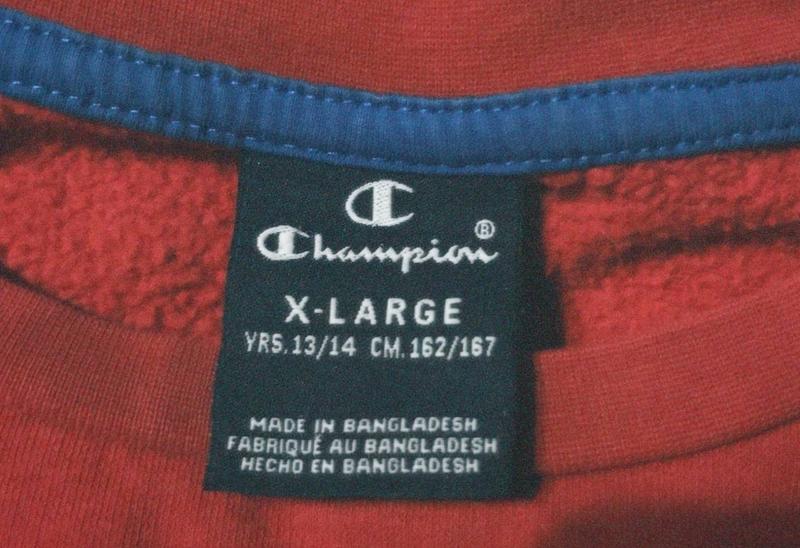 C
Champion®
X-LARGE
YRS. 13/14 CM. 162/167
MADE IN BANGLADESH
FABRIQUÉ AU BANGLADESH
HECHO EN BANGLADESH